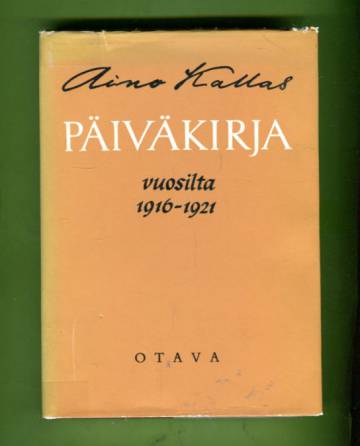 Aino Kallas
PÄIVÄKIRJA
vuosilta
1916-1921
OTAVA